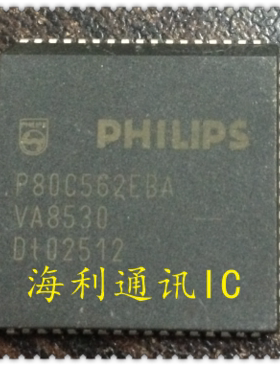 PHILIPS
P80C562EBA
VA8530
Dt02512
海利通讯IC